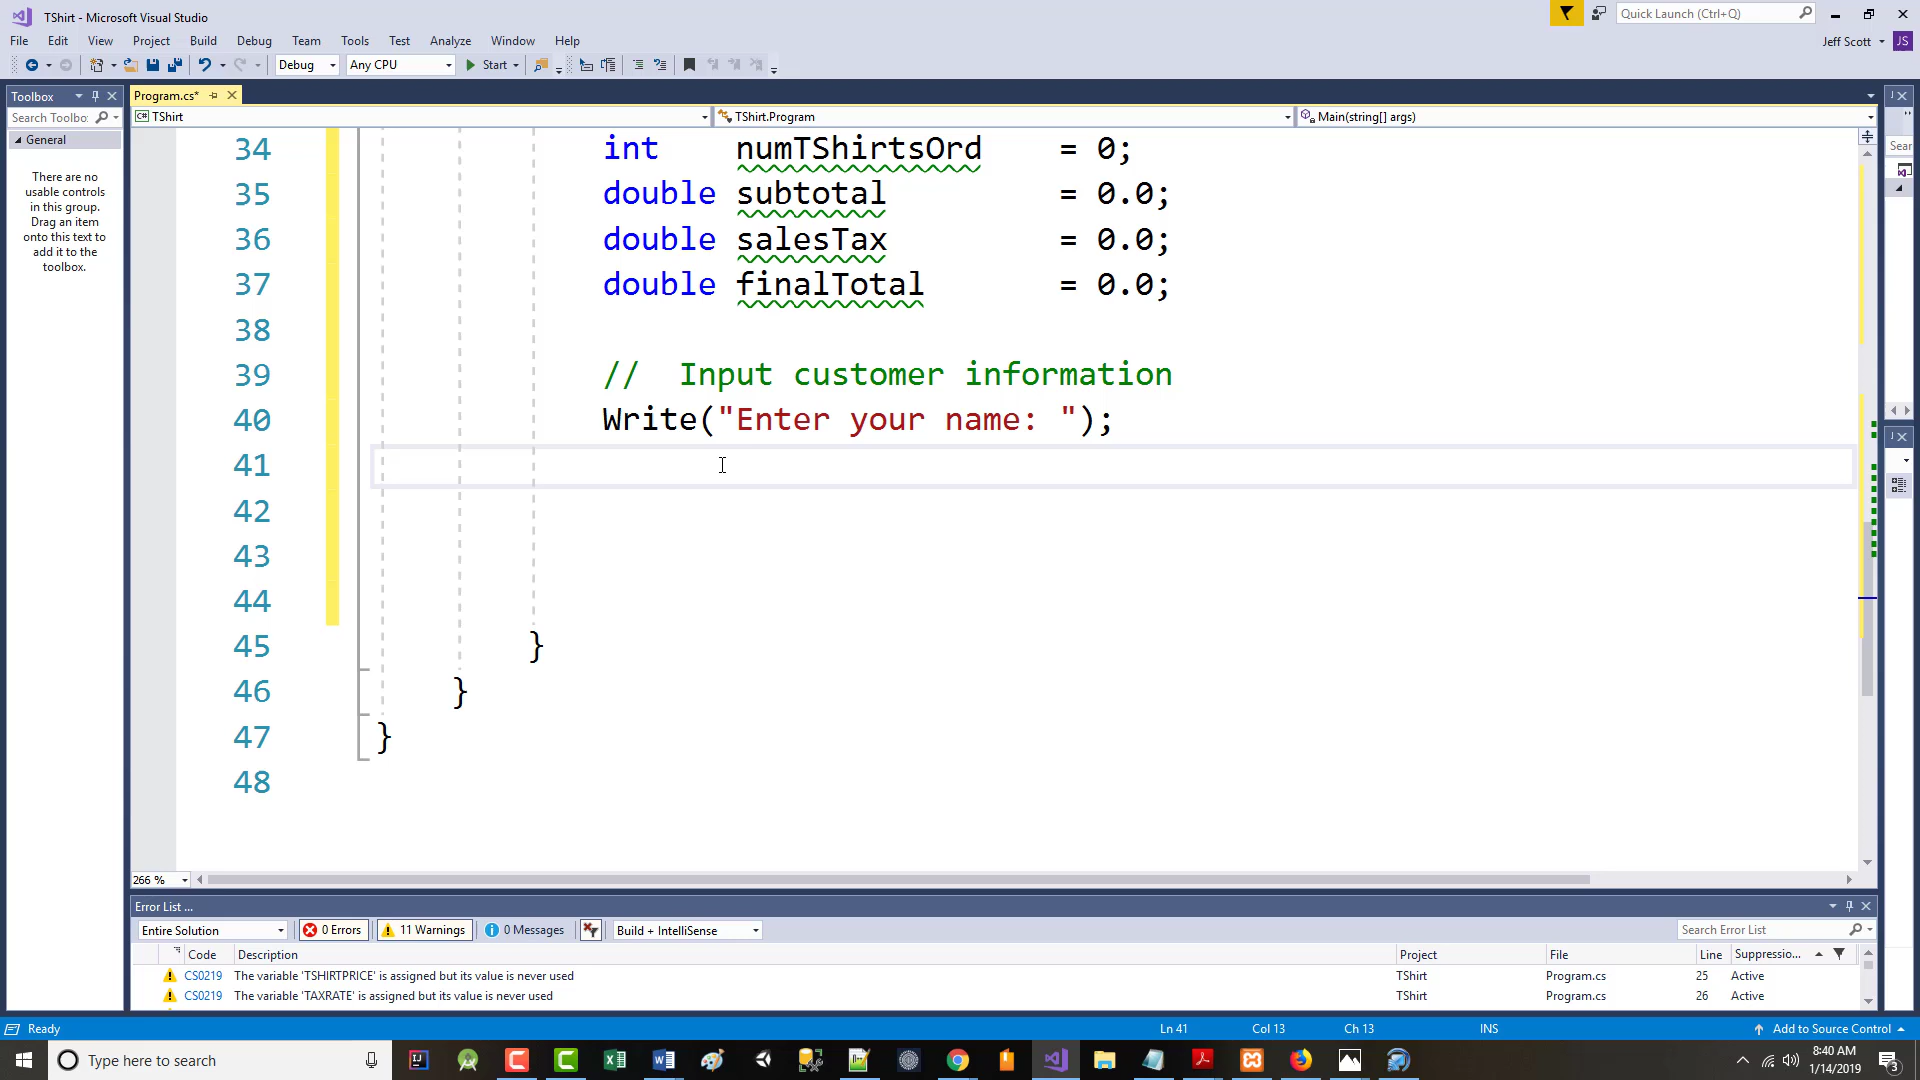 TShirt - Microsoft Visual Studio
Quick Launch (Ctrl+Q)
File Edit View Project Build Debug Team Tools Test Analyze Window Help
Jeff Scott JS
Debug Any CPU Start
Toolbox
Program.cs*
Search Toolbo
TShirt
TShirt.Program
Main(string[] args)
General
There are no
usable controls
in this group.
Drag an item
onto this text to
add it to the
toolbox.
Sear
34 int numTShirtsOrd = 0;
35 double subtotal = 0.0;
36 double salesTax = 0.0;
37 double finalTotal = 0.0;
38
39 // Input customer information
40 Write("Enter your name: ");
41
42
43
44
45 }
46 }
47 }
48
266 %
Error List ...
Entire Solution 0 Errors 11 Warnings 0 Messages Build + IntelliSense
Search Error List
Code Description Project File Line Suppressio...
CS0219 The variable 'TSHIRTPRICE' is assigned but its value is never used TShirt Program.cs 25 Active
CS0219 The variable 'TAXRATE' is assigned but its value is never used TShirt Program.cs 26 Active
Ready Ln 41 Col 13 Ch 13 INS Add to Source Control
Type here to search
8:40 AM
1/14/2019
3